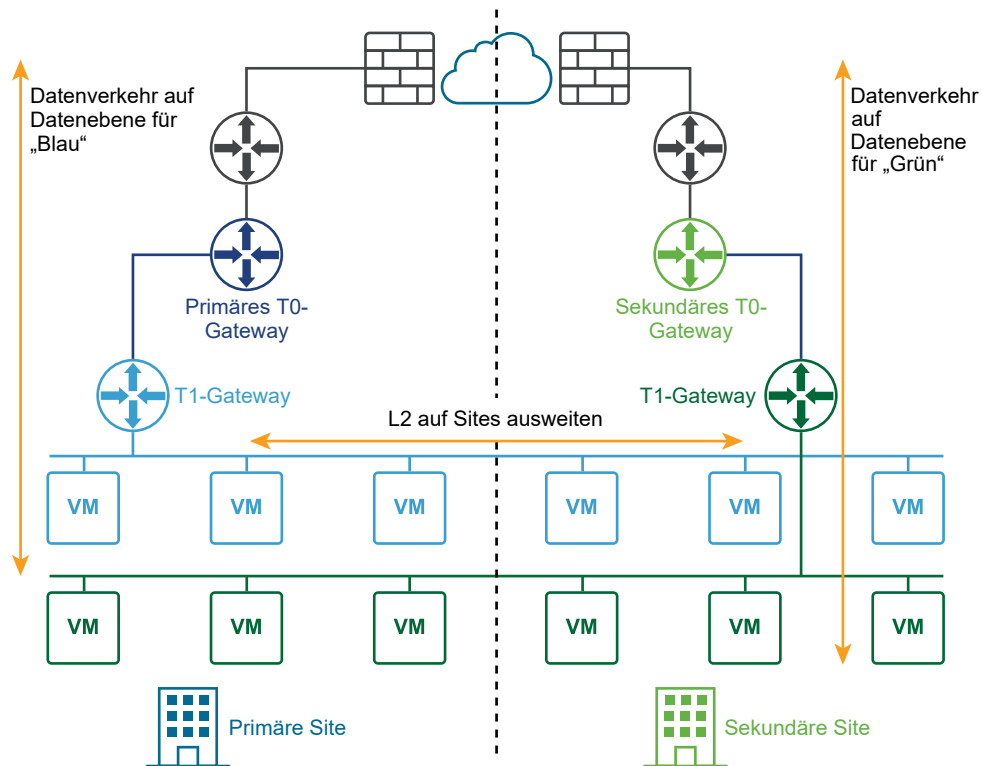 Datenverkehr auf
Datenebene für
„Blau“
Datenverkehr
auf
Datenebene
für „Grün“
Primäres T0-
Gateway
Sekundäres T0-
Gateway
T1-Gateway
T1-Gateway
L2 auf Sites ausweiten
VM VM VM VM VM VM
VM VM VM VM VM VM
Primäre Site
Sekundäre Site